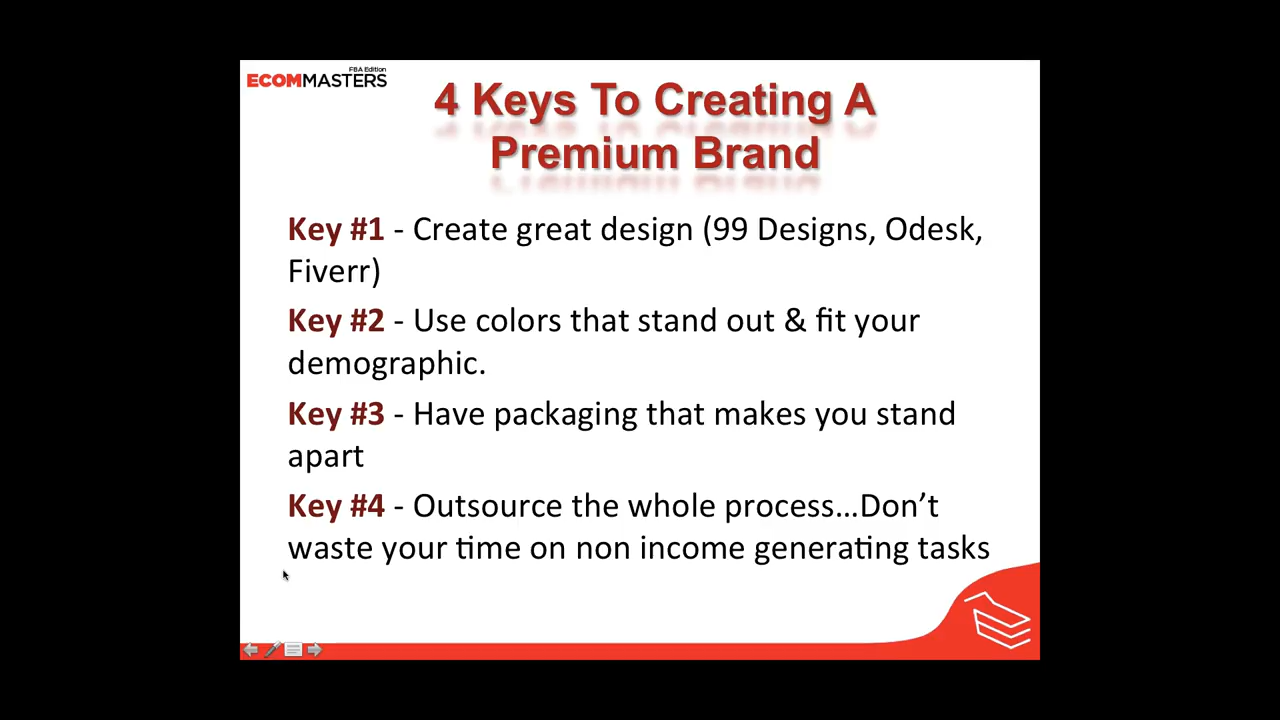 FBA Edition
ECOMMASTERS
4 Keys To Creating A
Premium Brand
Key #1 - Create great design (99 Designs, Odesk,
Fiverr)
Key #2 - Use colors that stand out & fit your
demographic.
Key #3 - Have packaging that makes you stand
apart
Key #4 - Outsource the whole process...Don’t
waste your time on non income generating tasks